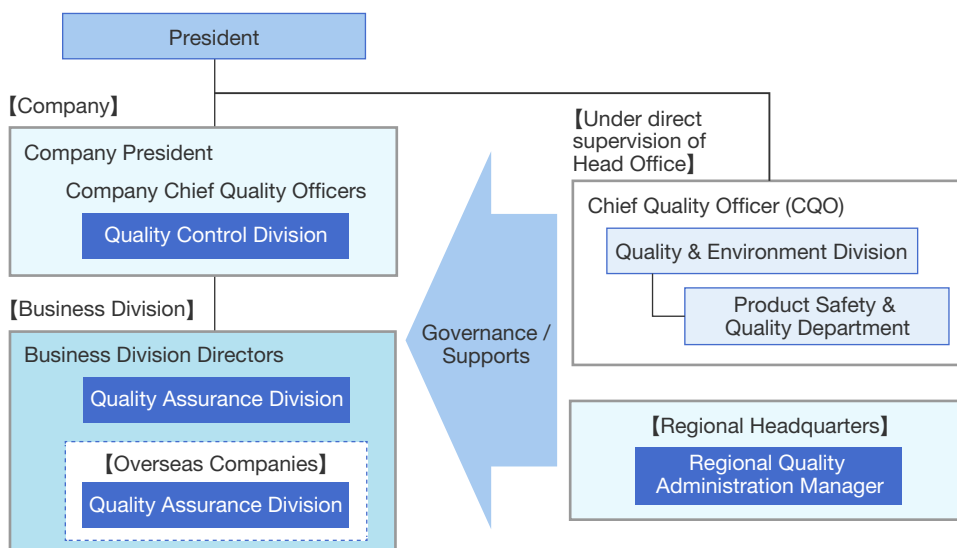 President
【Company】
Company President
Company Chief Quality Officers
Quality Control Division
【Business Division】
Business Division Directors
Quality Assurance Division
【Overseas Companies】
Quality Assurance Division
Governance /
Supports
【Under direct
supervision of
Head Office】
Chief Quality Officer (CQO)
Quality & Environment Division
Product Safety &
Quality Department
【Regional Headquarters】
Regional Quality
Administration Manager